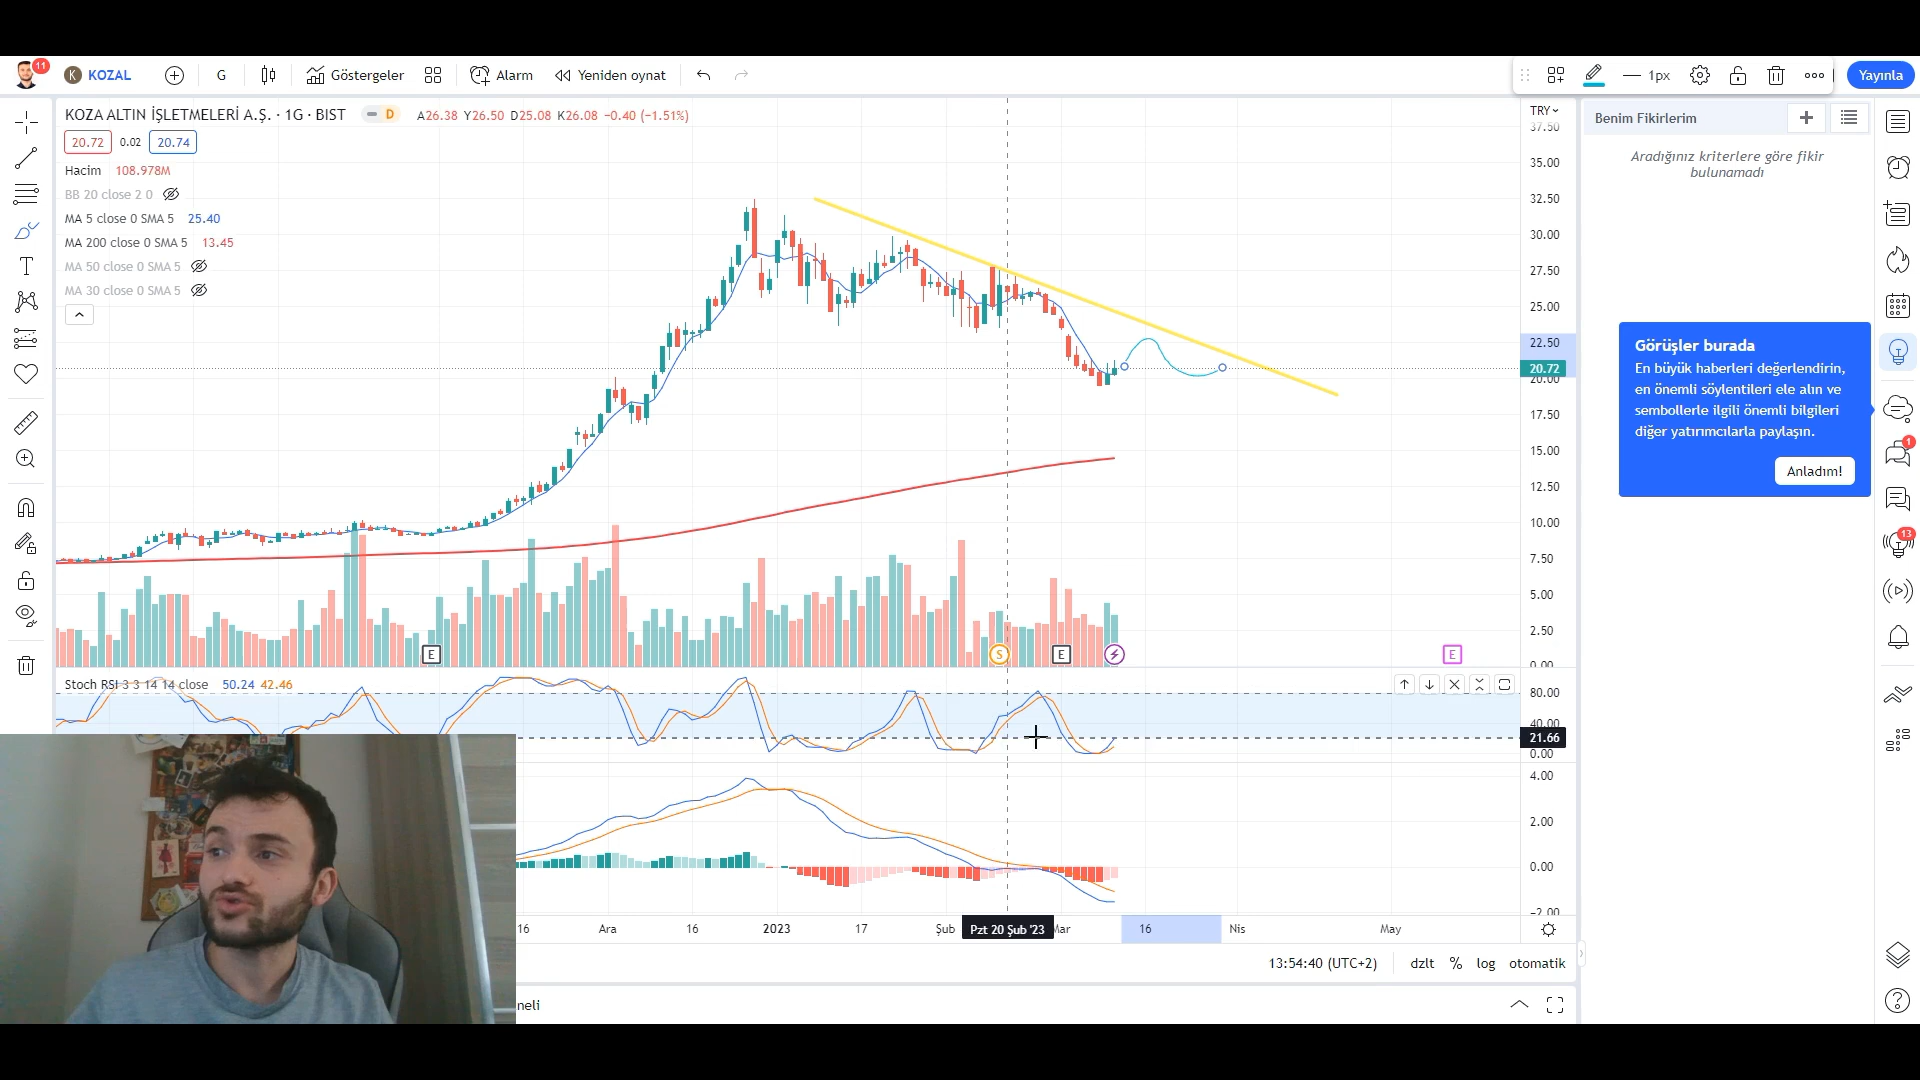 11 K KOZAL G Göstergeler Alarm Yeniden oynat 1px Yayınla
KOZA ALTIN İŞLETMELERİ A.Ş. · 1G · BIST D A26.38 Y26.50 D25.08 K26.08 −0.40 (−1.51%)
20.72 0.02 20.74
Hacim 108.978M
BB 20 close 2 0
MA 5 close 0 SMA 5 25.40
MA 200 close 0 SMA 5 13.45
MA 50 close 0 SMA 5
MA 30 close 0 SMA 5
TRY
37.50
35.00
32.50
30.00
27.50
25.00
22.50
20.72
20.00
17.50
15.00
12.50
10.00
7.50
5.00
2.50
0.00
E S E E
Stoch RSI 3 3 14 14 close 50.24 42.46
80.00
40.00
21.66
0.00
4.00
2.00
0.00
−2.00
16 Ara 16 2023 17 Şub Pzt 20 Şub '23 Mar 16 Nis May
13:54:40 (UTC+2) dzlt % log otomatik
neli
Benim Fikirlerim
Aradığınız kriterlere göre fikir
bulunamadı
Görüşler burada
En büyük haberleri değerlendirin,
en önemli söylentileri ele alın ve
sembollerle ilgili önemli bilgileri
diğer yatırımcılarla paylaşın.
Anladım!
1
13